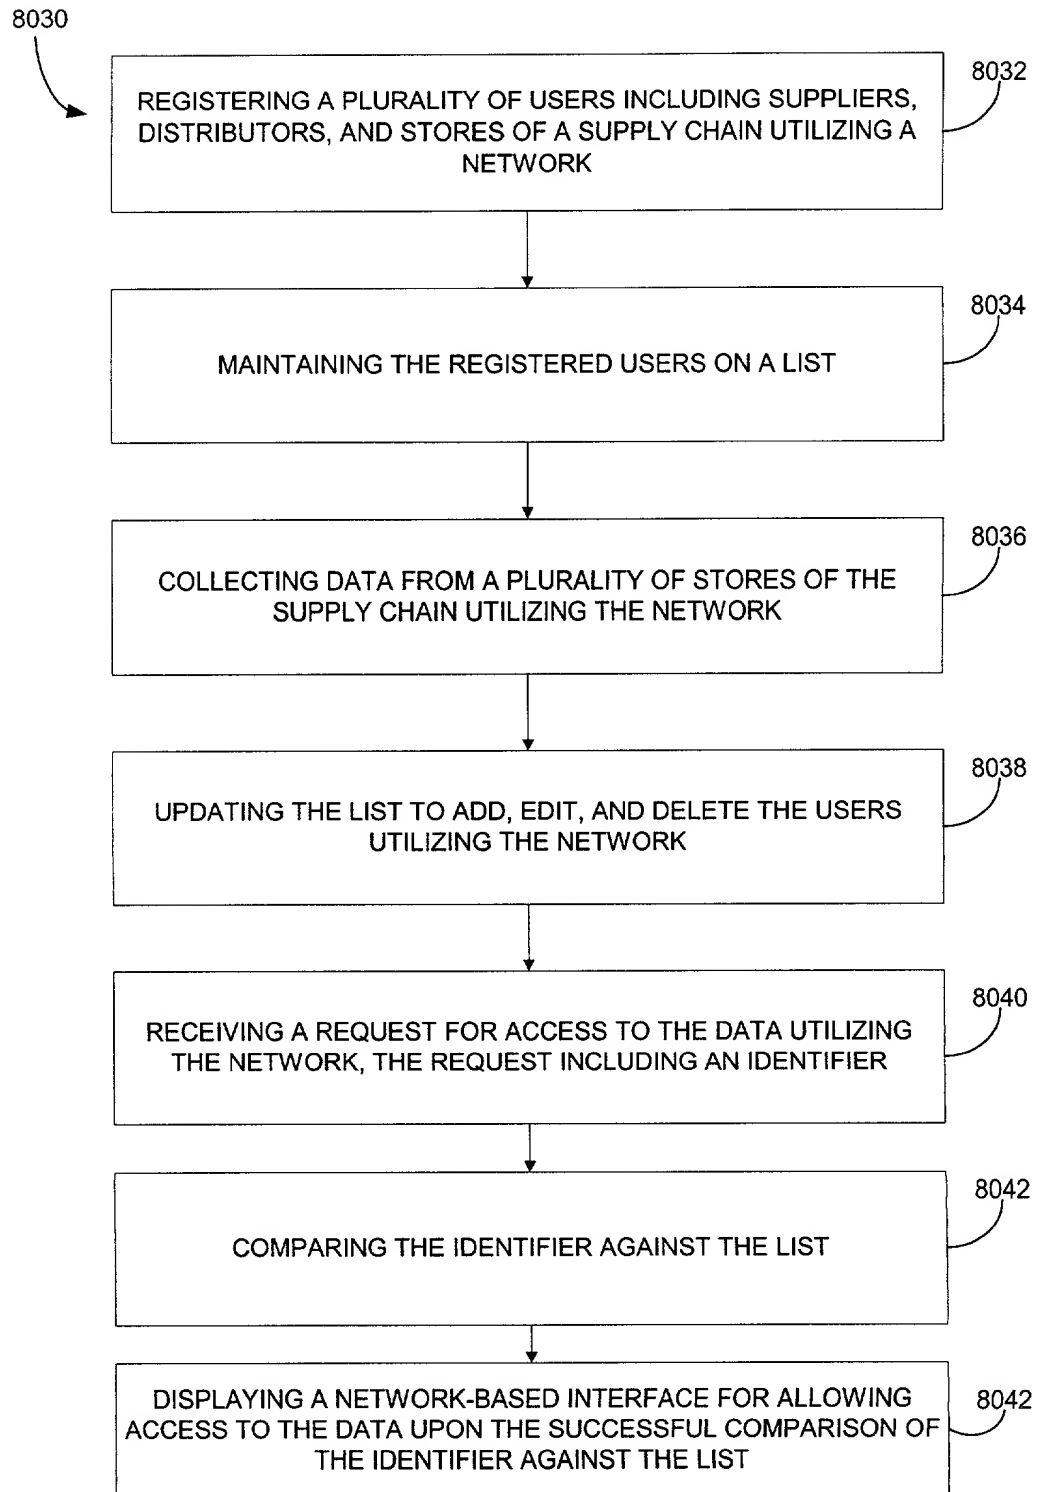 8030
8032
REGISTERING A PLURALITY OF USERS INCLUDING SUPPLIERS,
DISTRIBUTORS, AND STORES OF A SUPPLY CHAIN UTILIZING A
NETWORK
8034
MAINTAINING THE REGISTERED USERS ON A LIST
8036
COLLECTING DATA FROM A PLURALITY OF STORES OF THE
SUPPLY CHAIN UTILIZING THE NETWORK
8038
UPDATING THE LIST TO ADD, EDIT, AND DELETE THE USERS
UTILIZING THE NETWORK
8040
RECEIVING A REQUEST FOR ACCESS TO THE DATA UTILIZING
THE NETWORK, THE REQUEST INCLUDING AN IDENTIFIER
8042
COMPARING THE IDENTIFIER AGAINST THE LIST
8042
DISPLAYING A NETWORK-BASED INTERFACE FOR ALLOWING
ACCESS TO THE DATA UPON THE SUCCESSFUL COMPARISON OF
THE IDENTIFIER AGAINST THE LIST